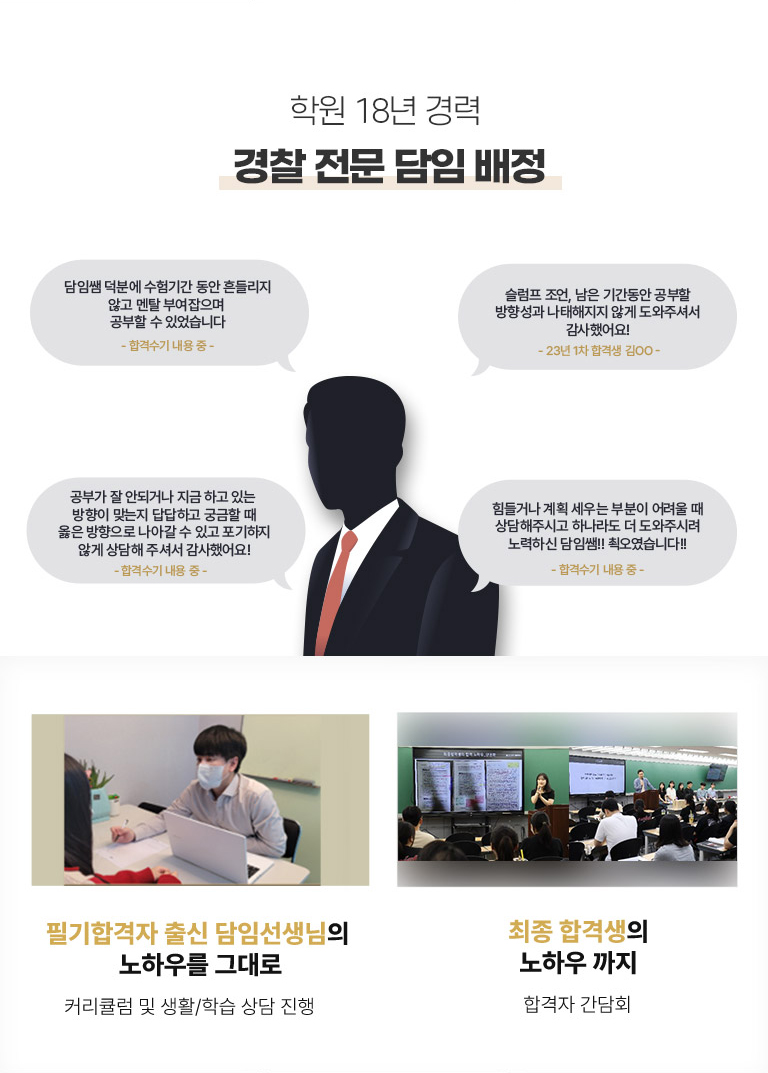 학원 18년 경력
경찰 전문 담임 배정
담임쌤 덕분에 수험기간 동안 흔들리지
않고 멘탈 부여잡으며
공부할 수 있었습니다
- 합격수기 내용 중 -
슬럼프 조언, 남은 기간동안 공부할
방향성과 나태해지지 않게 도와주셔서
감사했어요!
- 23년 1차 합격생 김OO -
공부가 잘 안되거나 지금 하고 있는
방향이 맞는지 답답하고 궁금할 때
옳은 방향으로 나아갈 수 있고 포기하지
않게 상담해 주셔서 감사했어요!
- 합격수기 내용 중 -
힘들거나 계획 세우는 부분이 어려울 때
상담해주시고 하나라도 더 도와주시려
노력하신 담임쌤!! 쵝오였습니다!!
- 합격수기 내용 중 -
필기합격자 출신 담임선생님의
노하우를 그대로
커리큘럼 및 생활/학습 상담 진행
최종 합격생의
노하우 까지
합격자 간담회